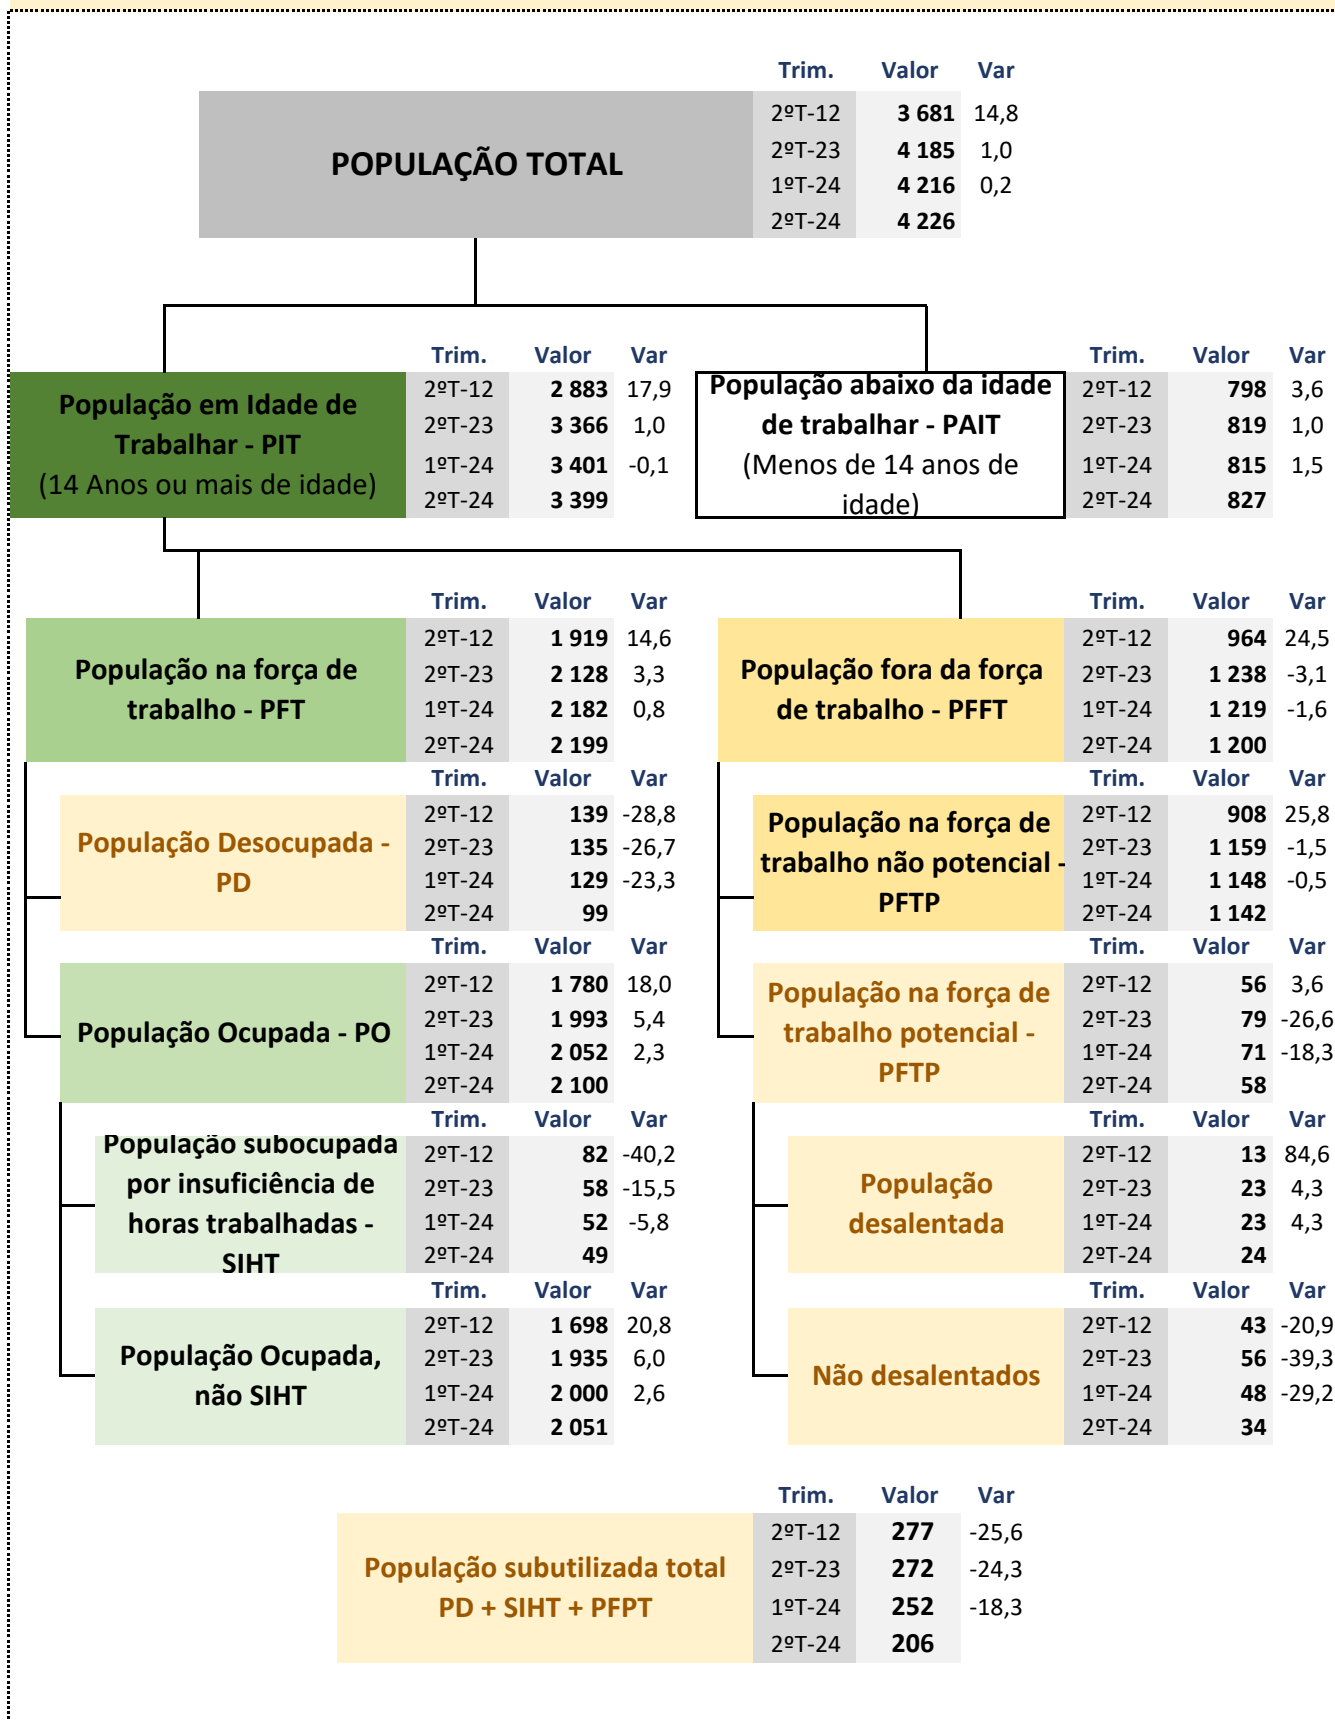 Trim. Valor Var
POPULAÇÃO TOTAL
2ºT-12 3 681 14,8
2ºT-23 4 185 1,0
1ºT-24 4 216 0,2
2ºT-24 4 226
Trim. Valor Var
População em Idade de
Trabalhar - PIT
(14 Anos ou mais de idade)
2ºT-12 2 883 17,9
2ºT-23 3 366 1,0
1ºT-24 3 401 -0,1
2ºT-24 3 399
Trim. Valor Var
População abaixo da idade
de trabalhar - PAIT
(Menos de 14 anos de
idade)
2ºT-12 798 3,6
2ºT-23 819 1,0
1ºT-24 815 1,5
2ºT-24 827
Trim. Valor Var
População na força de
trabalho - PFT
2ºT-12 1 919 14,6
2ºT-23 2 128 3,3
1ºT-24 2 182 0,8
2ºT-24 2 199
Trim. Valor Var
População fora da força
de trabalho - PFFT
2ºT-12 964 24,5
2ºT-23 1 238 -3,1
1ºT-24 1 219 -1,6
2ºT-24 1 200
Trim. Valor Var
População Desocupada -
PD
2ºT-12 139 -28,8
2ºT-23 135 -26,7
1ºT-24 129 -23,3
2ºT-24 99
Trim. Valor Var
População na força de
trabalho não potencial -
PFTP
2ºT-12 908 25,8
2ºT-23 1 159 -1,5
1ºT-24 1 148 -0,5
2ºT-24 1 142
Trim. Valor Var
População Ocupada - PO
2ºT-12 1 780 18,0
2ºT-23 1 993 5,4
1ºT-24 2 052 2,3
2ºT-24 2 100
Trim. Valor Var
População na força de
trabalho potencial -
PFTP
2ºT-12 56 3,6
2ºT-23 79 -26,6
1ºT-24 71 -18,3
2ºT-24 58
Trim. Valor Var
População subocupada
por insuficiência de
horas trabalhadas -
SIHT
2ºT-12 82 -40,2
2ºT-23 58 -15,5
1ºT-24 52 -5,8
2ºT-24 49
Trim. Valor Var
População
desalentada
2ºT-12 13 84,6
2ºT-23 23 4,3
1ºT-24 23 4,3
2ºT-24 24
Trim. Valor Var
População Ocupada,
não SIHT
2ºT-12 1 698 20,8
2ºT-23 1 935 6,0
1ºT-24 2 000 2,6
2ºT-24 2 051
Trim. Valor Var
Não desalentados
2ºT-12 43 -20,9
2ºT-23 56 -39,3
1ºT-24 48 -29,2
2ºT-24 34
Trim. Valor Var
População subutilizada total
PD + SIHT + PFPT
2ºT-12 277 -25,6
2ºT-23 272 -24,3
1ºT-24 252 -18,3
2ºT-24 206